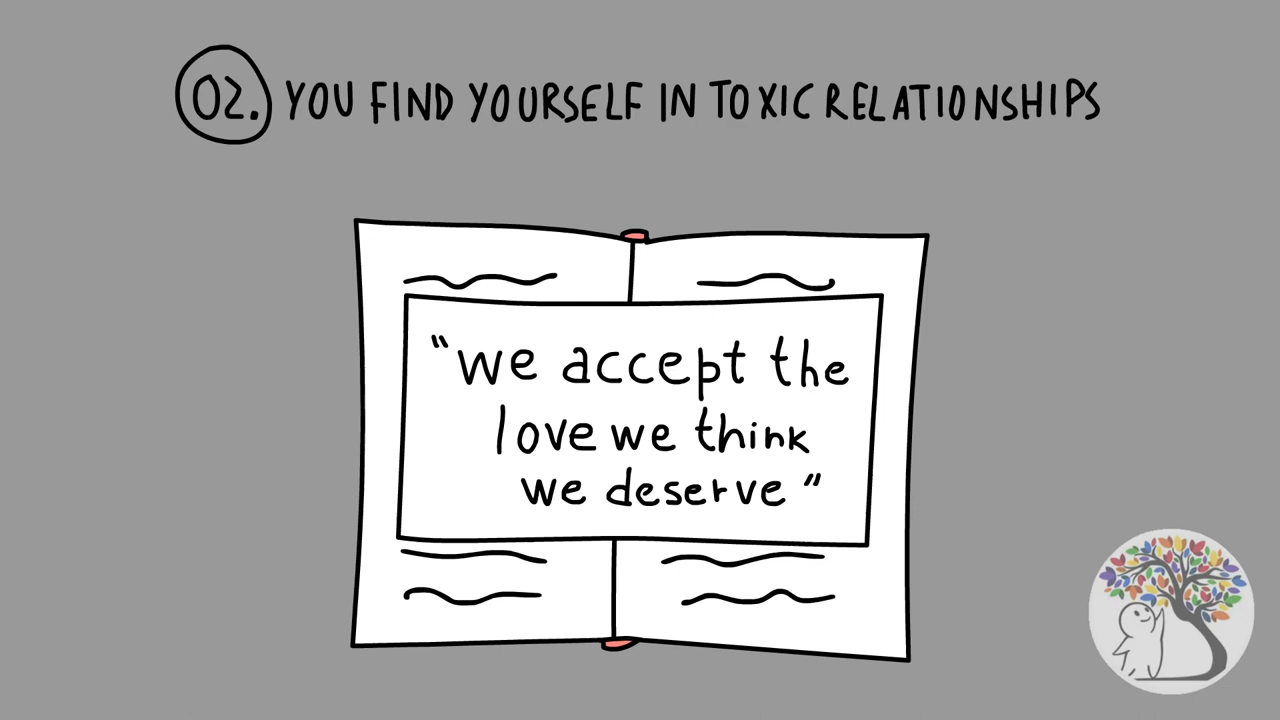 02. YOU FIND YOURSELF IN TOXIC RELATIONSHIPS
"we accept the
love we think
we deserve"